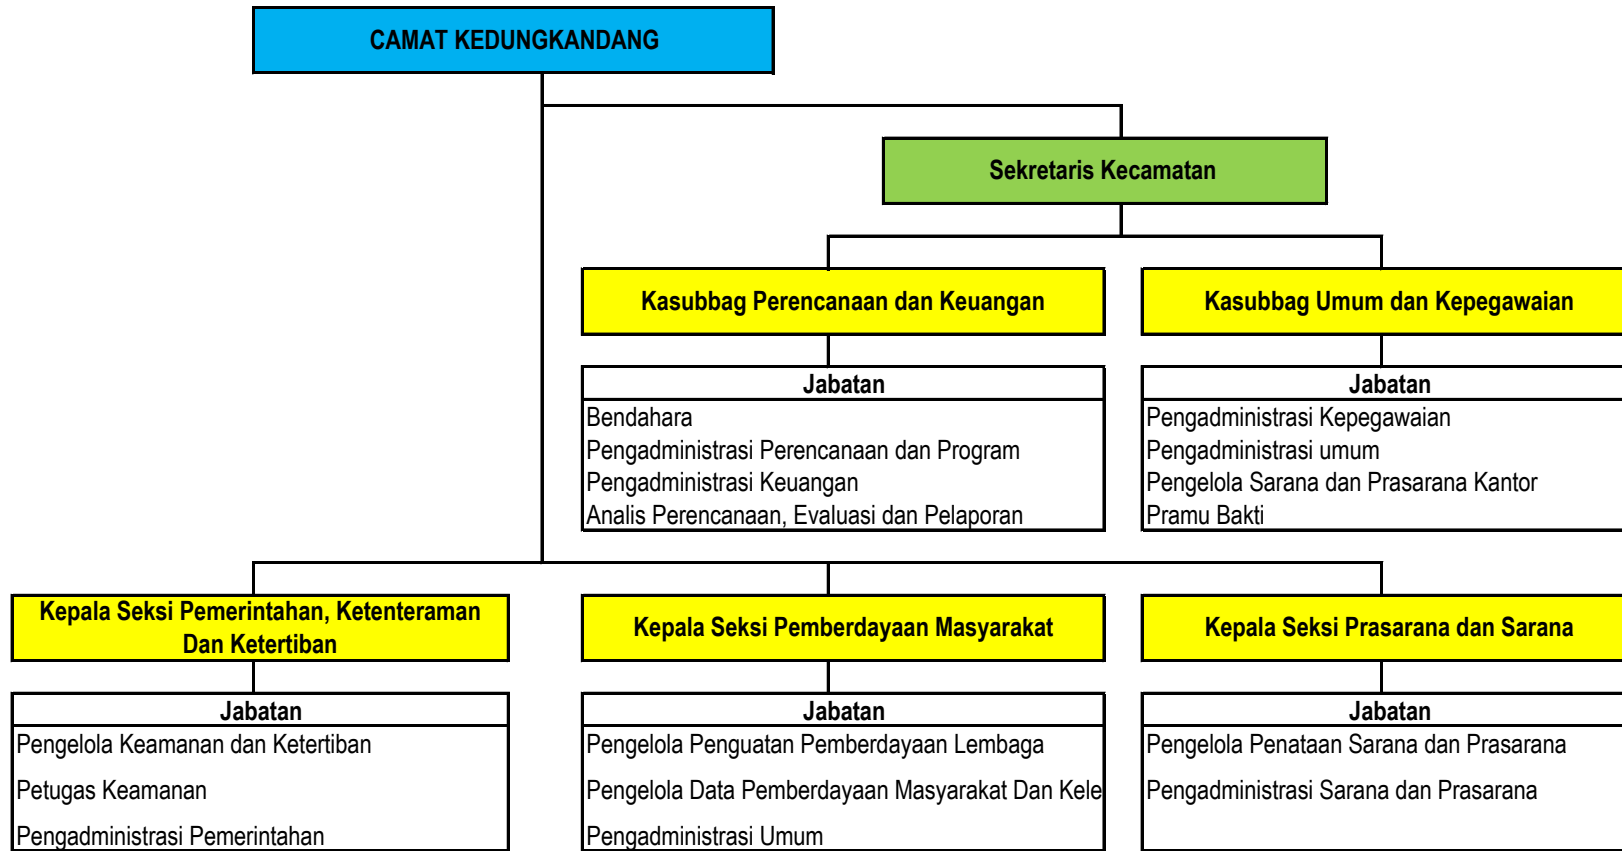 CAMAT KEDUNGKANDANG
Sekretaris Kecamatan
Kasubbag Perencanaan dan Keuangan
Kasubbag Umum dan Kepegawaian
Jabatan
Bendahara
Pengadministrasi Perencanaan dan Program
Pengadministrasi Keuangan
Analis Perencanaan, Evaluasi dan Pelaporan
Jabatan
Pengadministrasi Kepegawaian
Pengadministrasi umum
Pengelola Sarana dan Prasarana Kantor
Pramu Bakti
Kepala Seksi Pemerintahan, Ketenteraman
Dan Ketertiban
Kepala Seksi Pemberdayaan Masyarakat
Kepala Seksi Prasarana dan Sarana
Jabatan
Pengelola Keamanan dan Ketertiban
Petugas Keamanan
Pengadministrasi Pemerintahan
Jabatan
Pengelola Penguatan Pemberdayaan Lembaga
Pengelola Data Pemberdayaan Masyarakat Dan Kele
Pengadministrasi Umum
Jabatan
Pengelola Penataan Sarana dan Prasarana
Pengadministrasi Sarana dan Prasarana